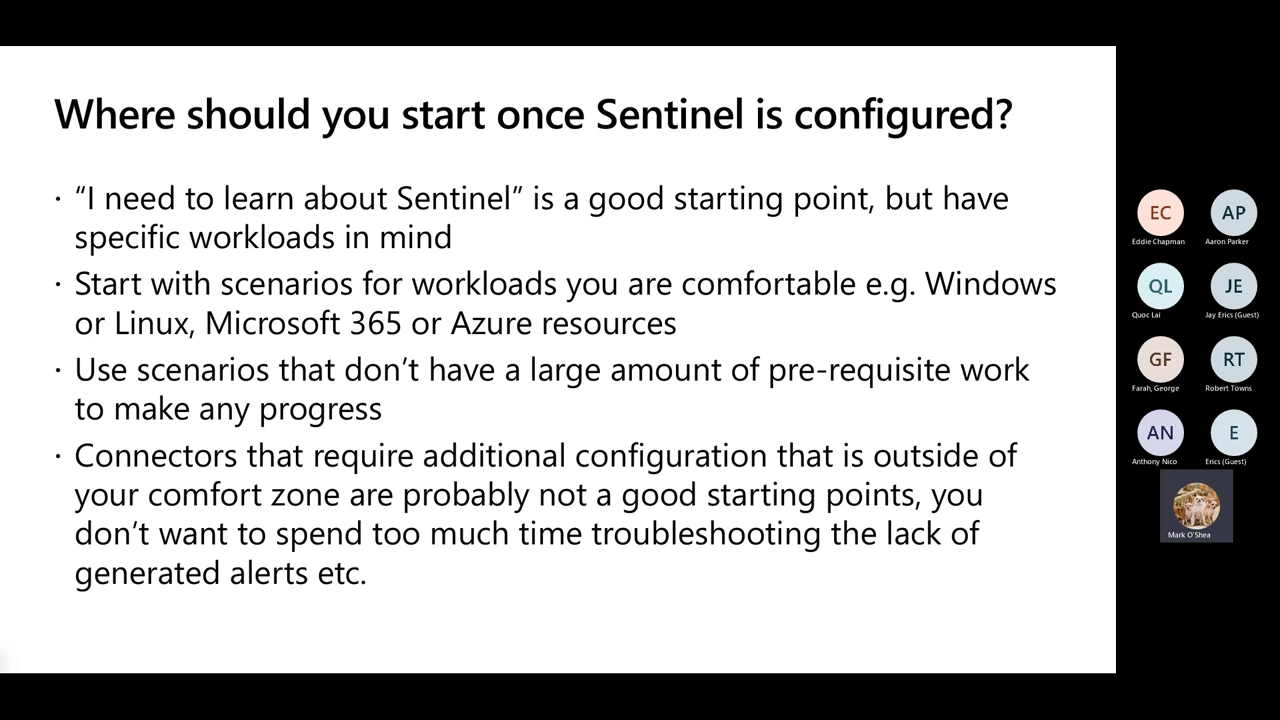 Where should you start once Sentinel is configured?
· “I need to learn about Sentinel” is a good starting point, but have
specific workloads in mind
· Start with scenarios for workloads you are comfortable e.g. Windows
or Linux, Microsoft 365 or Azure resources
· Use scenarios that don’t have a large amount of pre-requisite work
to make any progress
· Connectors that require additional configuration that is outside of
your comfort zone are probably not a good starting points, you
don’t want to spend too much time troubleshooting the lack of
generated alerts etc.
EC AP
Eddie Chapman Aaron Parker
QL JE
Quoc Lai Jay Erics (Guest)
GF RT
Farah, George Robert Towns
AN E
Anthony Nico Erics (Guest)
Mark O'Shea